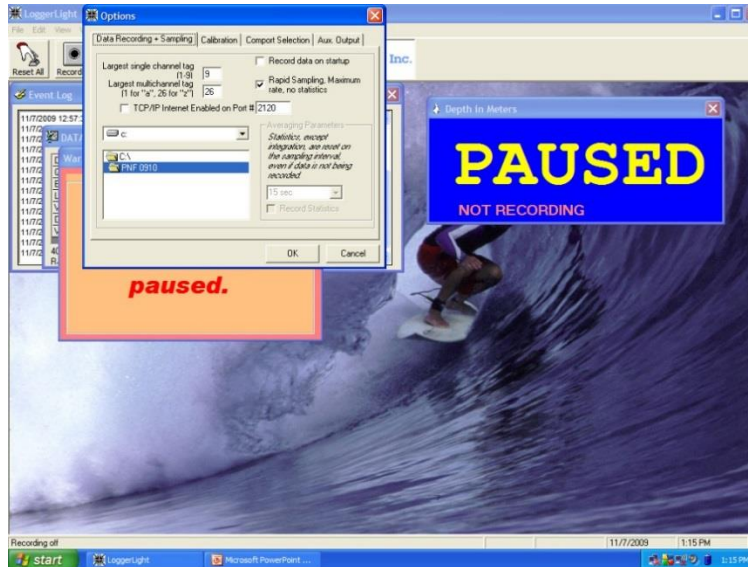 LoggerLight
Options
File Edit View
Data Recording + Sampling Calibration Comport Selection Aux. Output
Reset All
Record
Inc.
Largest single channel tag
(1-9)
9
Largest multichannel tag
(1 for "a", 26 for "z")
26
Record data on startup
Rapid Sampling, Maximum
rate, no statistics
TCP/IP Internet Enabled on Port # 2120
c:
C:\
PNF 0910
Averaging Parameters
Statistics, except
integration, are reset on
the sampling interval,
even if data is not being
recorded
15 sec
Record Statistics
OK Cancel
Event Log
11/7/2009 12:57:
DATA
War
paused.
Depth In Meters
PAUSED
NOT RECORDING
Recording off
11/7/2009 1:15 PM
start LoggerLight Microsoft PowerPoint ... 1:15 PM